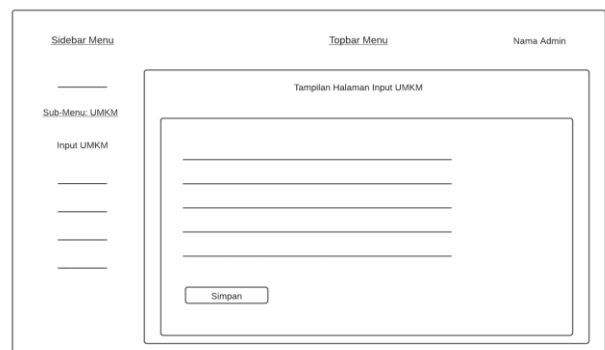 Sidebar Menu
Topbar Menu
Nama Admin
Tampilan Halaman Input UMKM
Sub-Menu: UMKM
Input UMKM
Simpan